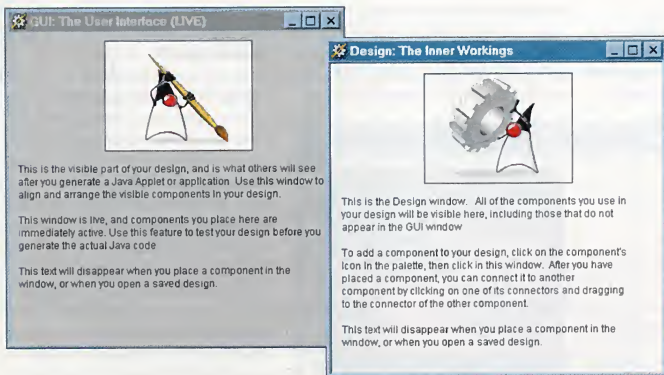 GUI: The User Interface (LIVE)
This is the visible part of your design, and is what others will see
after you generate a Java Applet or application. Use this window to
align and arrange the visible components in your design.
This window is live, and components you place here are
immediately active. Use this feature to test your design before you
generate the actual Java code
This text will disappear when you place a component in the
window, or when you open a saved design.
Design: The Inner Workings
This is the Design window. All of the components you use in
your design will be visible here, including those that do not
appear in the GUI window
To add a component to your design, click on the component's
icon in the palette, then click in this window. After you have
placed a component, you can connect it to another
component by clicking on one of its connectors and dragging
to the connector of the other component.
This text will disappear when you place a component in the
window, or when you open a saved design.